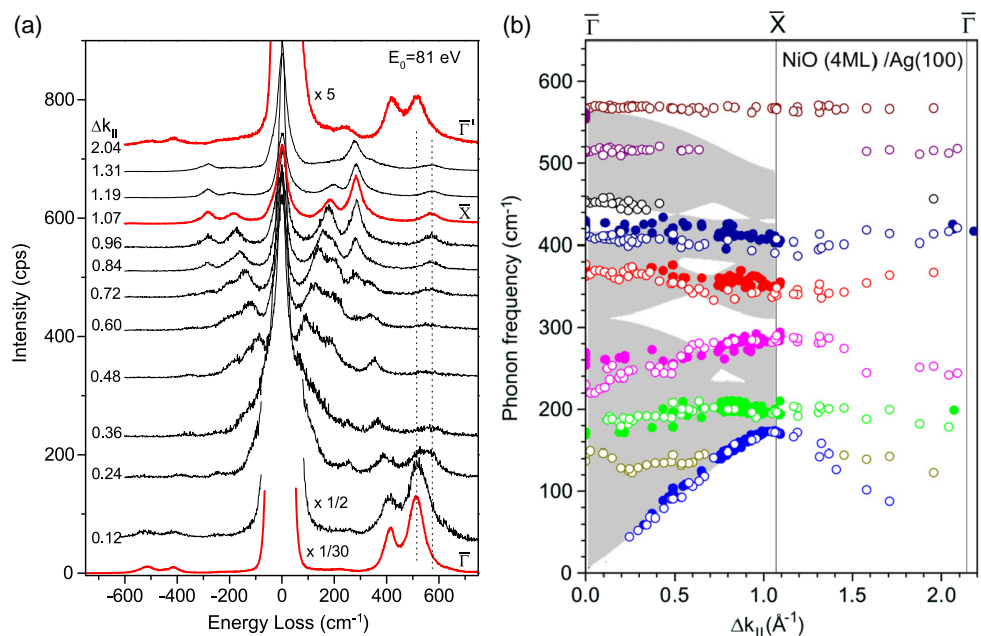 (a)
E0=81 eV
x 5
Γ̅'
Δk||
2.04
1.31
1.19
1.07
X̅
0.96
0.84
0.72
0.60
0.48
0.36
0.24
x 1/2
0.12
x 1/30
Γ̅
800
600
400
200
0
Intensity (cps)
-600 -400 -200 0 200 400 600
Energy Loss (cm-1)
(b)
Γ̅ X̅ Γ̅
NiO (4ML) /Ag(100)
600
500
400
300
200
100
0
Phonon frequency (cm-1)
0.0 0.5 1.0 1.5 2.0
Δk||(Å-1)